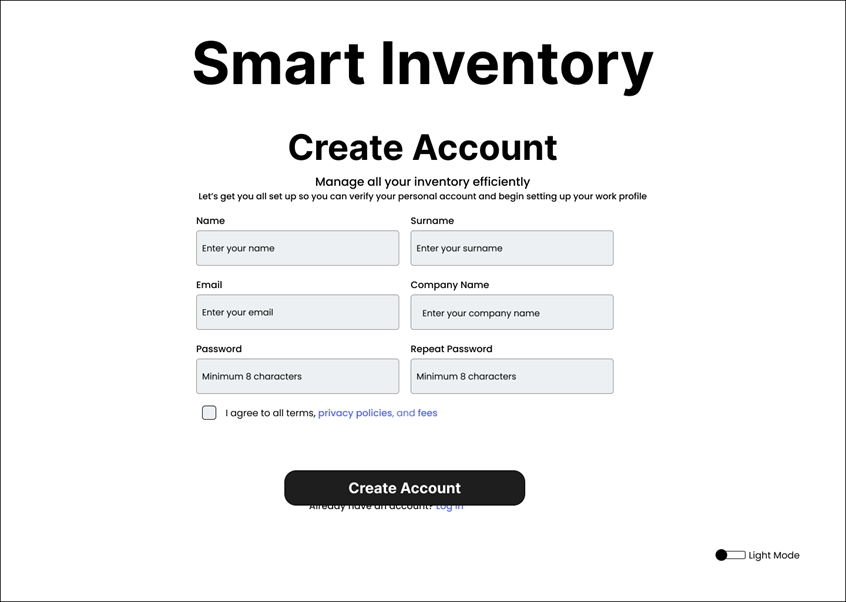 Smart Inventory
Create Account
Manage all your inventory efficiently
Let's get you all set up so you can verify your personal account and begin setting up your work profile
Name Surname
Enter your name Enter your surname
Email Company Name
Enter your email Enter your company name
Password Repeat Password
Minimum 8 characters Minimum 8 characters
I agree to all terms, privacy policies, and fees
Create Account
Already have an account? Log in
Light Mode